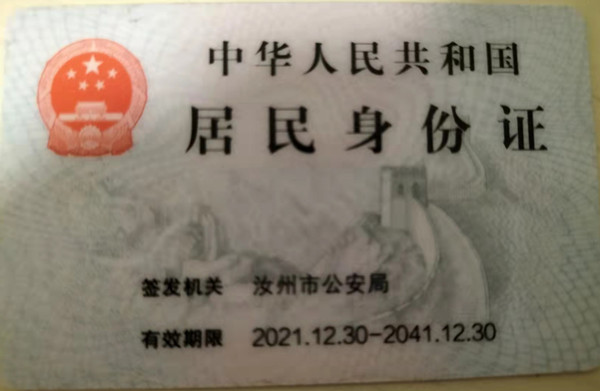 中华人民共和国
居民身份证
签发机关 汝州市公安局
有效期限 2021.12.30-2041.12.30